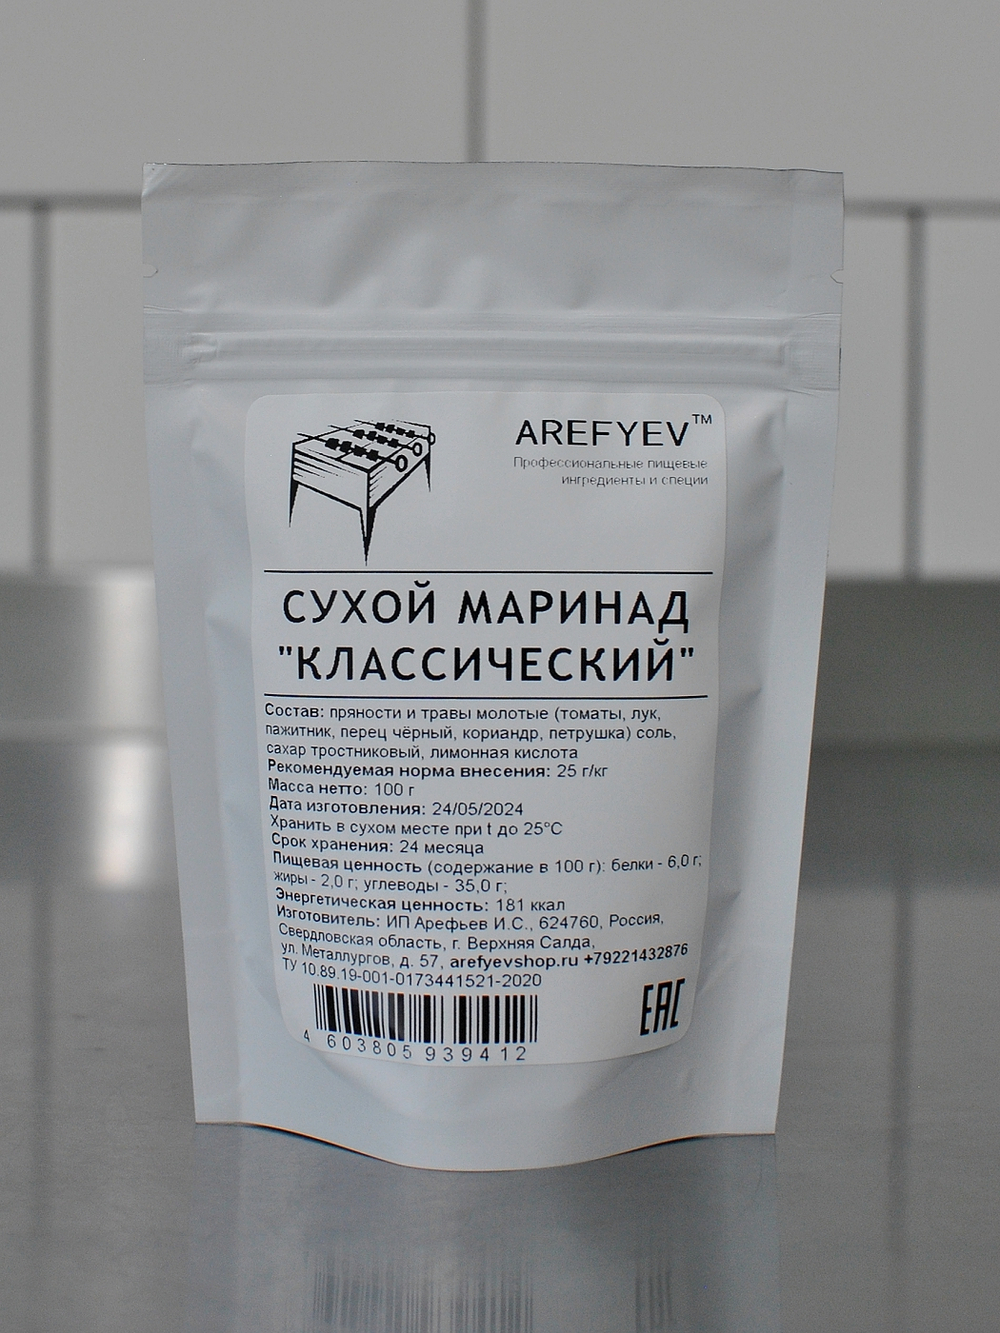 AREFYEV™
Профессиональные пищевые
ингредиенты и специи
СУХОЙ МАРИНАД
"КЛАССИЧЕСКИЙ"
Состав: пряности и травы молотые (томаты, лук,
пажитник, перец чёрный, кориандр, петрушка) соль,
сахар тростниковый, лимонная кислота
Рекомендуемая норма внесения: 25 г/кг
Масса нетто: 100 г
Дата изготовления: 24/05/2024
Хранить в сухом месте при t до 25°C
Срок хранения: 24 месяца
Пищевая ценность (содержание в 100 г): белки - 6,0 г;
жиры - 2,0 г; углеводы - 35,0 г;
Энергетическая ценность: 181 ккал
Изготовитель: ИП Арефьев И.С., 624760, Россия,
Свердловская область, г. Верхняя Салда,
ул. Металлургов, д. 57, arefyevshop.ru +79221432876
ТУ 10.89.19-001-0173441521-2020
EAC
4 603805 939412